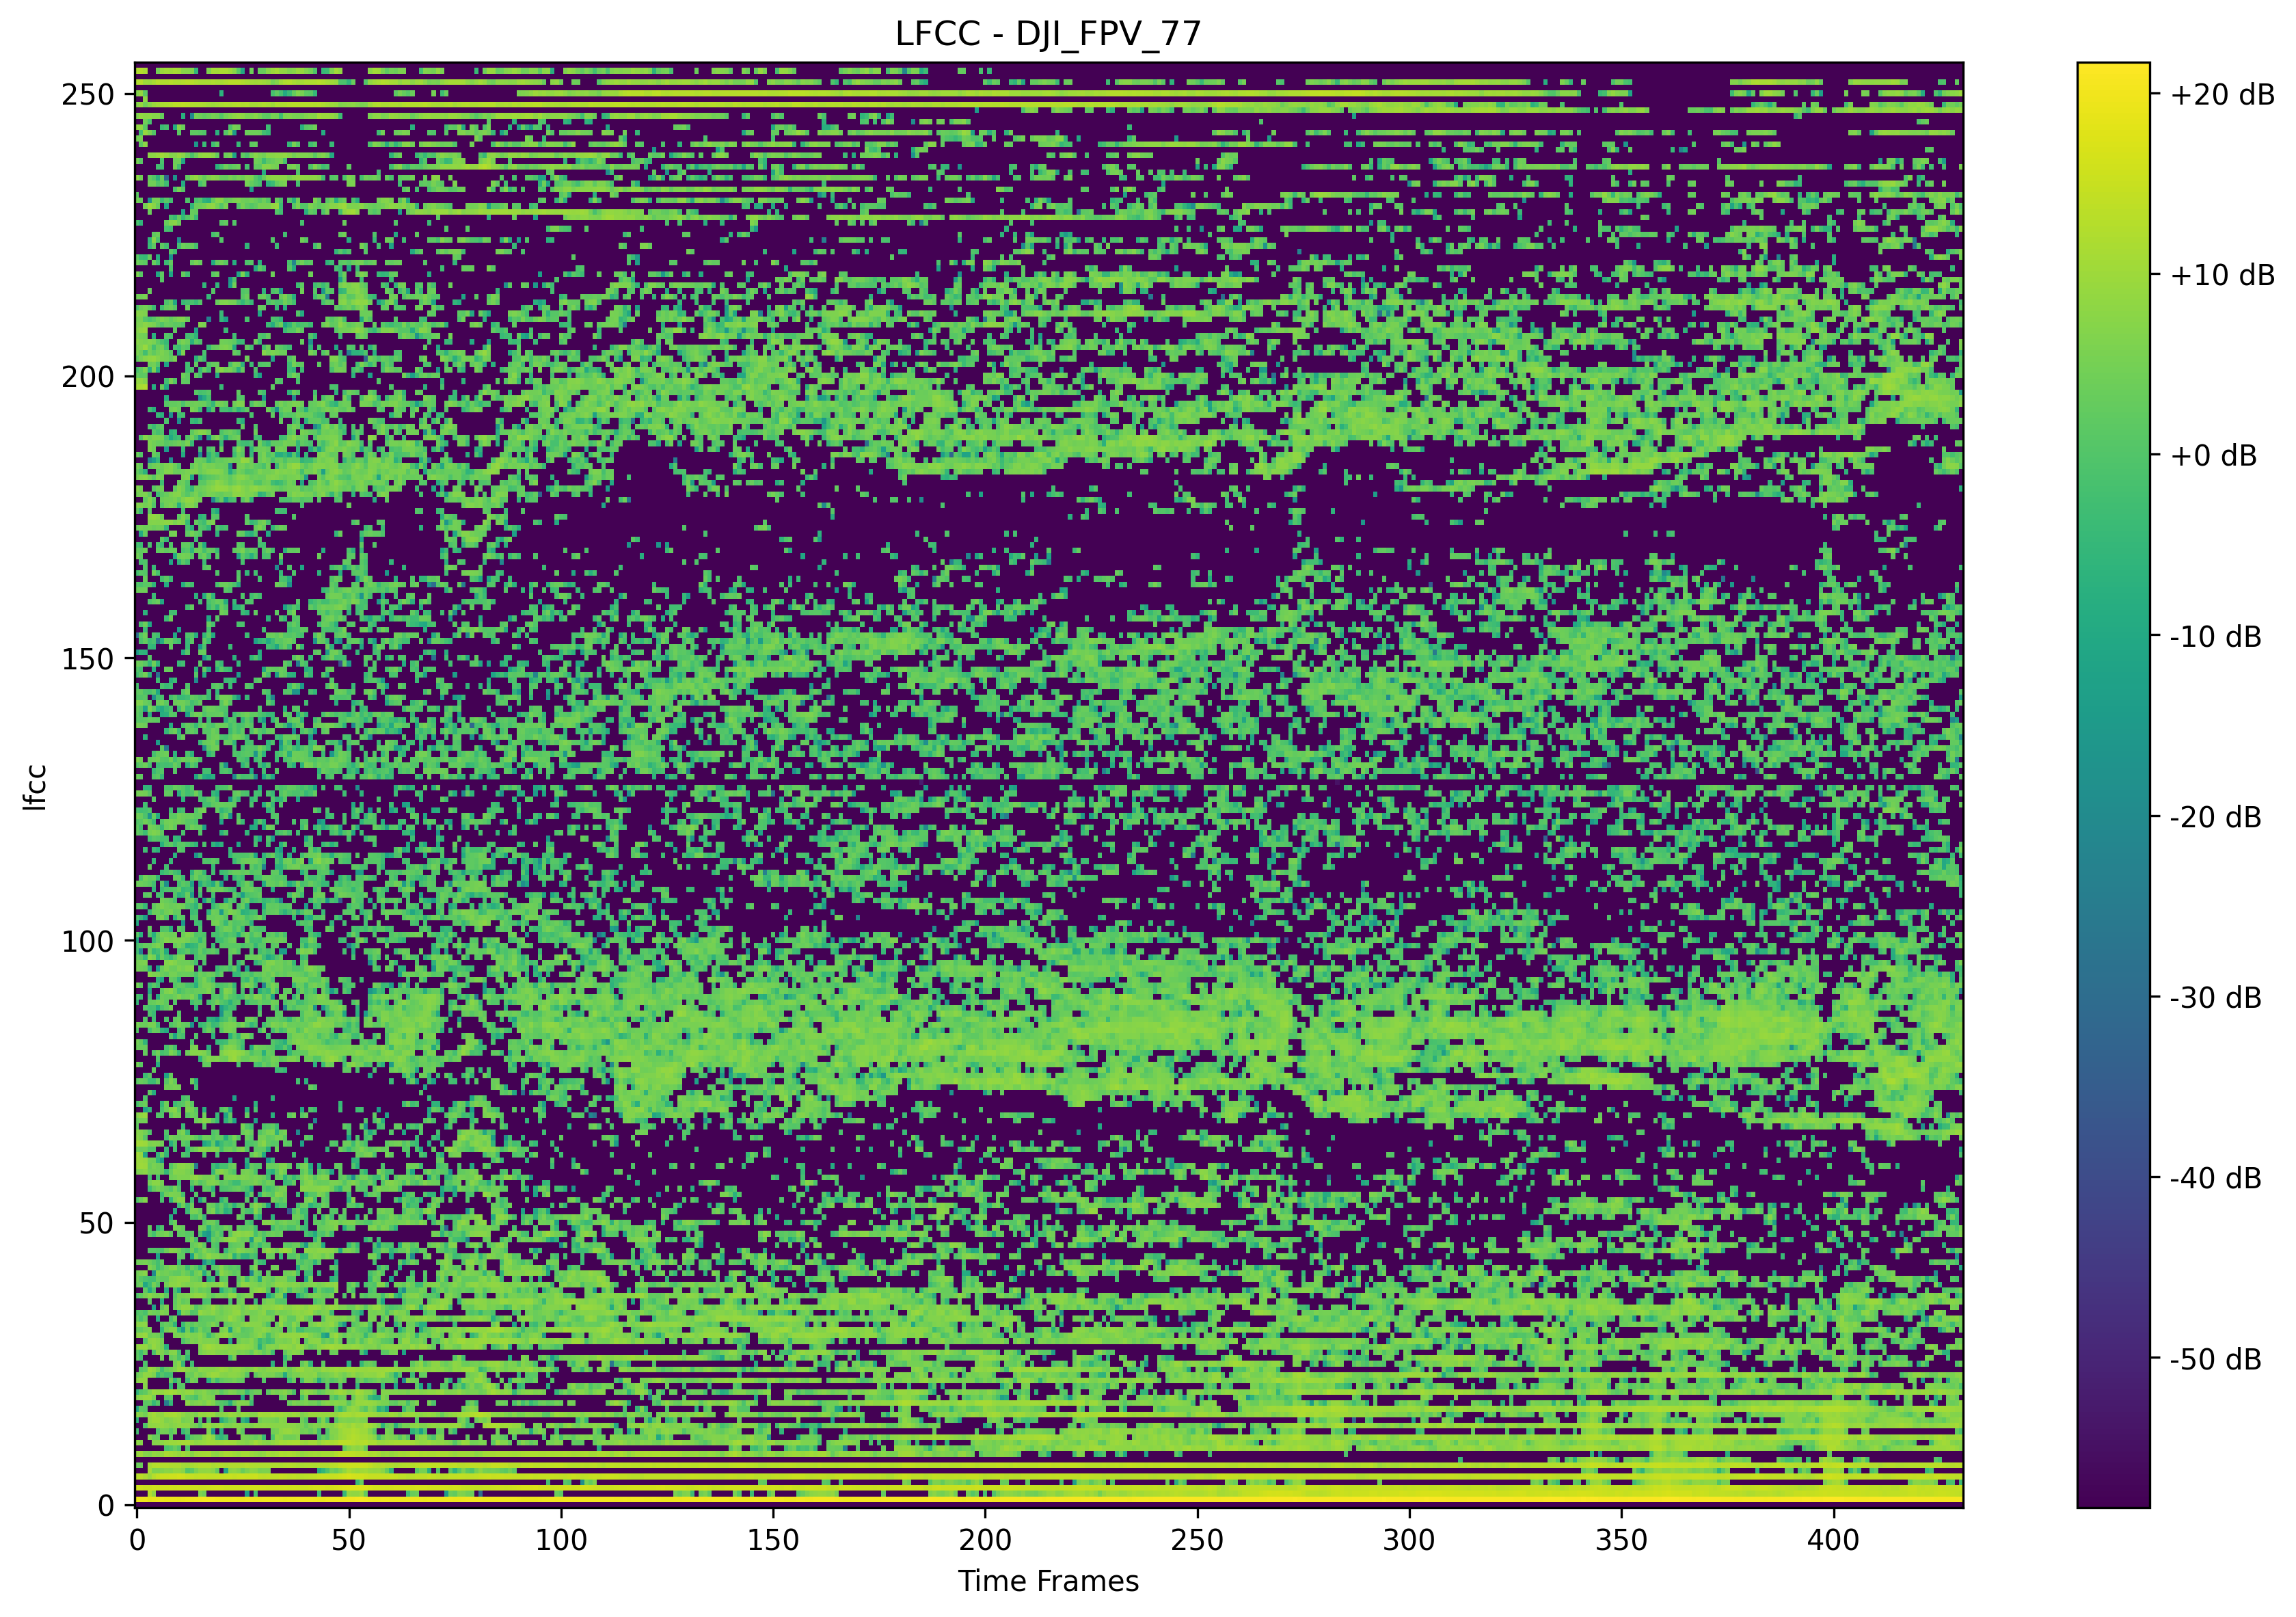 LFCC - DJI_FPV_77
250
200
150
100
50
0
lfcc
0 50 100 150 200 250 300 350 400
Time Frames
+20 dB
+10 dB
+0 dB
-10 dB
-20 dB
-30 dB
-40 dB
-50 dB